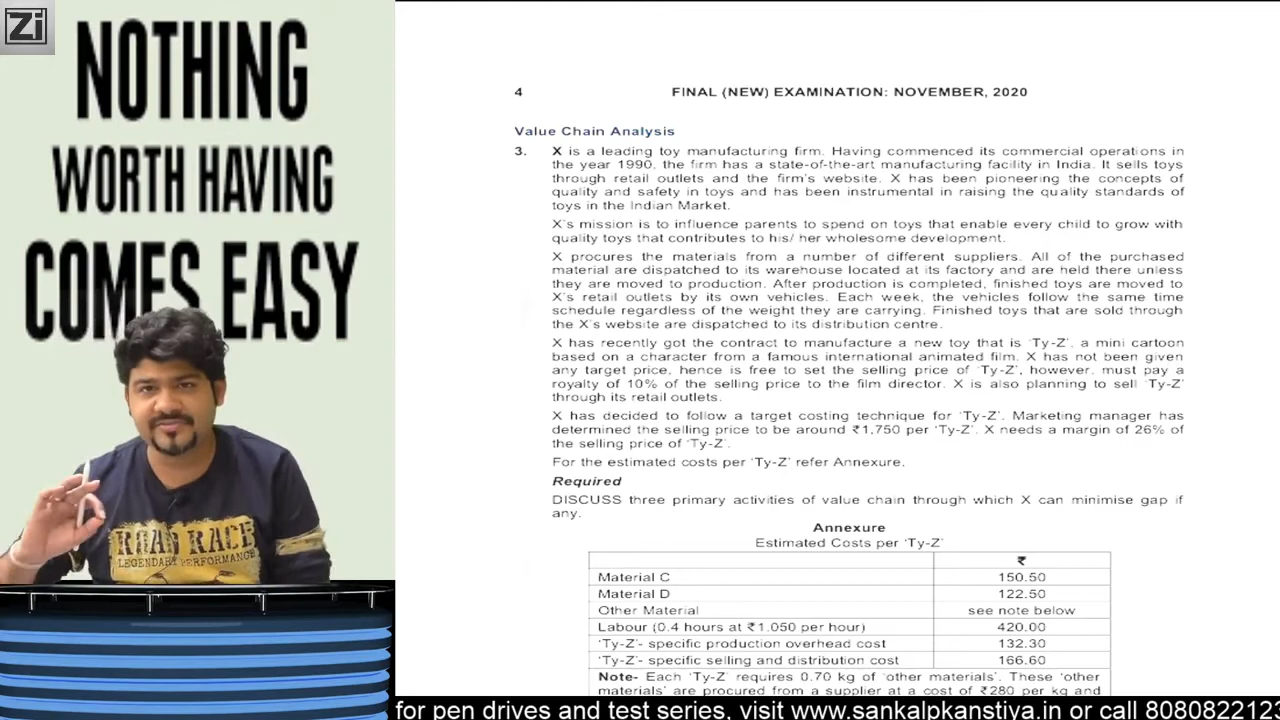 Zi
NOTHING
WORTH HAVING
COMES EASY
ROAD RACE
LEGENDARY PERFORMANCE
4 FINAL (NEW) EXAMINATION: NOVEMBER, 2020
Value Chain Analysis
3. X is a leading toy manufacturing firm. Having commenced its commercial operations in
the year 1990, the firm has a state-of-the-art manufacturing facility in India. It sells toys
through retail outlets and the firm's website. X has been pioneering the concepts of
quality and safety in toys and has been instrumental in raising the quality standards of
toys in the Indian Market.
X's mission is to influence parents to spend on toys that enable every child to grow with
quality toys that contributes to his/ her wholesome development.
X procures the materials from a number of different suppliers. All of the purchased
material are dispatched to its warehouse located at its factory and are held there unless
they are moved to production. After production is completed, finished toys are moved to
X's retail outlets by its own vehicles. Each week, the vehicles follow the same time
schedule regardless of the weight they are carrying. Finished toys that are sold through
the X's website are dispatched to its distribution centre.
X has recently got the contract to manufacture a new toy that is 'Ty-Z', a mini cartoon
based on a character from a famous international animated film. X has not been given
any target price, hence is free to set the selling price of 'Ty-Z', however, must pay a
royalty of 10% of the selling price to the film director. X is also planning to sell 'Ty-Z'
through its retail outlets.
X has decided to follow a target costing technique for 'Ty-Z'. Marketing manager has
determined the selling price to be around ₹1,750 per 'Ty-Z'. X needs a margin of 26% of
the selling price of 'Ty-Z'.
For the estimated costs per 'Ty-Z' refer Annexure.
Required
DISCUSS three primary activities of value chain through which X can minimise gap if
any.
Annexure
Estimated Costs per 'Ty-Z'
₹
Material C 150.50
Material D 122.50
Other Material see note below
Labour (0.4 hours at ₹1,050 per hour) 420.00
'Ty-Z'- specific production overhead cost 132.30
'Ty-Z'- specific selling and distribution cost 166.60
Note- Each 'Ty-Z' requires 0.70 kg of 'other materials'. These 'other
materials' are procured from a supplier at a cost of ₹280 per kg and
for pen drives and test series, visit www.sankalpkanstiya.in or call 8080822123